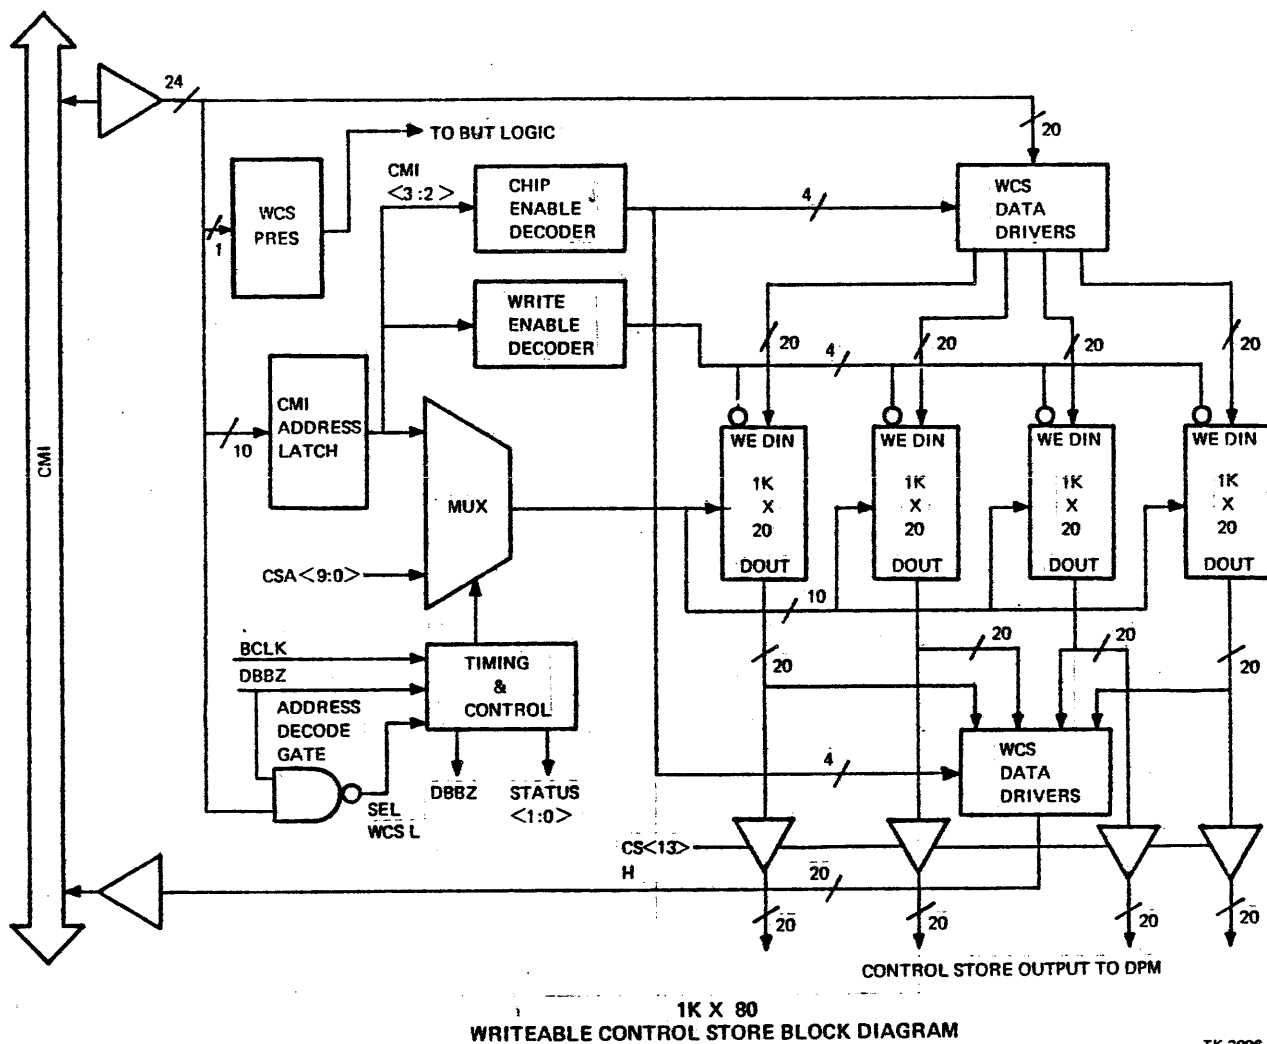 24
20
TO BUT LOGIC
CMI
<3:2>
CHIP
ENABLE
DECODER
4
WCS
DATA
DRIVERS
WCS
PRES
1
WRITE
ENABLE
DECODER
20
4
20
20
20
CMI
ADDRESS
LATCH
10
CMI
MUX
WE DIN
1K
X
20
DOUT
WE DIN
1K
X
20
DOUT
WE DIN
1K
X
20
DOUT
WE DIN
1K
X
20
DOUT
CSA<9:0>
10
BCLK
DBBZ
TIMING
&
CONTROL
20
20
20
20
ADDRESS
DECODE
GATE
DBBZ
STATUS
<1:0>
SEL
WCS L
4
WCS
DATA
DRIVERS
CS<13>
H
20
20
20
20
20
CONTROL STORE OUTPUT TO DPM
1K X 80
WRITEABLE CONTROL STORE BLOCK DIAGRAM